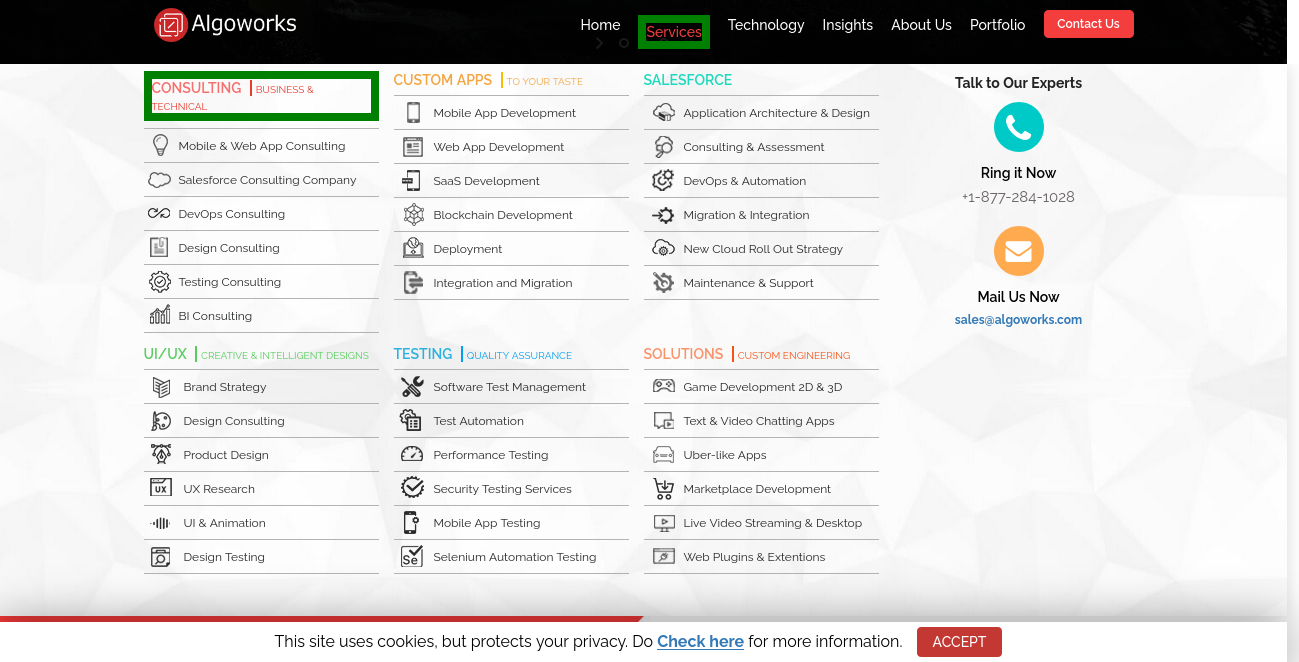 Algoworks
Home
Services
Technology
Insights
About Us
Portfolio
Contact Us
CONSULTING BUSINESS &
TECHNICAL
Mobile & Web App Consulting
Salesforce Consulting Company
DevOps Consulting
Design Consulting
Testing Consulting
BI Consulting
CUSTOM APPS TO YOUR TASTE
Mobile App Development
Web App Development
SaaS Development
Blockchain Development
Deployment
Integration and Migration
SALESFORCE
Application Architecture & Design
Consulting & Assessment
DevOps & Automation
Migration & Integration
New Cloud Roll Out Strategy
Maintenance & Support
Talk to Our Experts
Ring it Now
+1-877-284-1028
Mail Us Now
sales@algoworks.com
UI/UX CREATIVE & INTELLIGENT DESIGNS
Brand Strategy
Design Consulting
Product Design
UX
UX Research
UI & Animation
Design Testing
TESTING QUALITY ASSURANCE
Software Test Management
Test Automation
Performance Testing
Security Testing Services
Mobile App Testing
Se
Selenium Automation Testing
SOLUTIONS CUSTOM ENGINEERING
Game Development 2D & 3D
Text & Video Chatting Apps
Uber-like Apps
Marketplace Development
Live Video Streaming & Desktop
Web Plugins & Extentions
This site uses cookies, but protects your privacy. Do Check here for more information.
ACCEPT